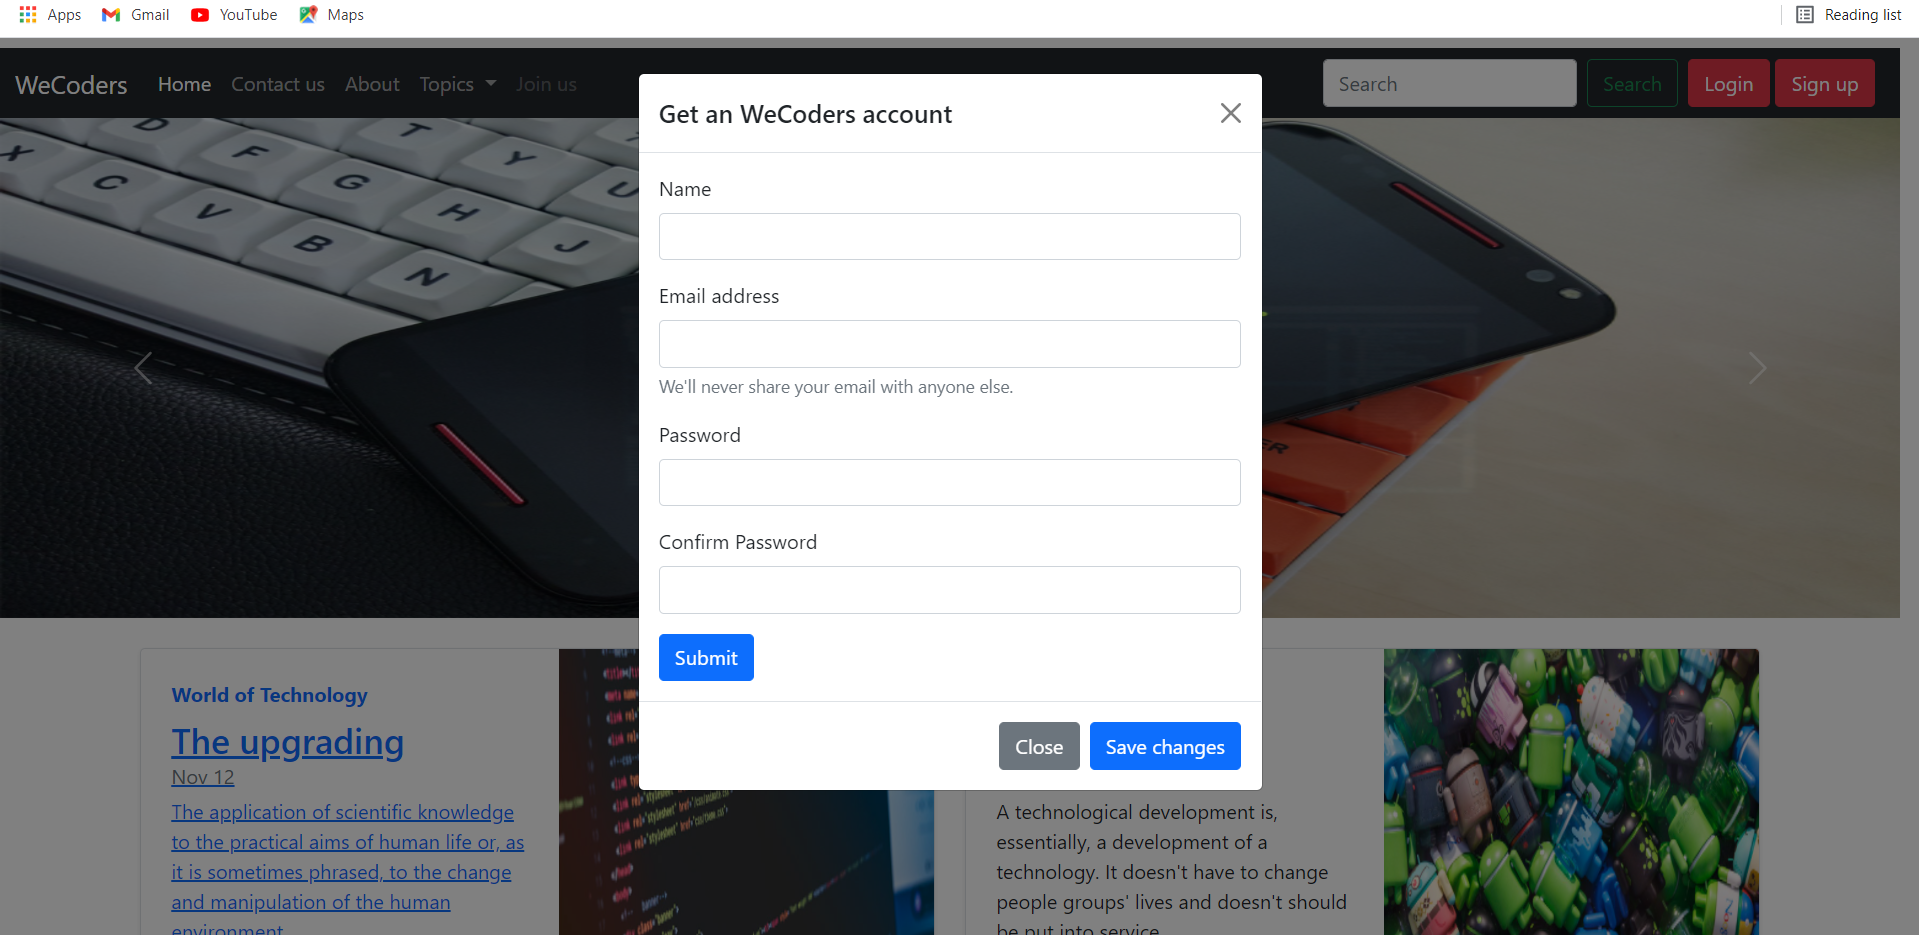 Apps Gmail YouTube Maps Reading list
WeCoders Home Contact us About Topics Join us Search Search Login Sign up
Get an WeCoders account
Name
Email address
We'll never share your email with anyone else.
Password
Confirm Password
Submit
Close Save changes
X D F T Y
C G U
V H
B J
N
ER
World of Technology
The upgrading
Nov 12
The application of scientific knowledge
to the practical aims of human life or, as
it is sometimes phrased, to the change
and manipulation of the human
environment
A technological development is,
essentially, a development of a
technology. It doesn't have to change
people groups' lives and doesn't should
be put into service